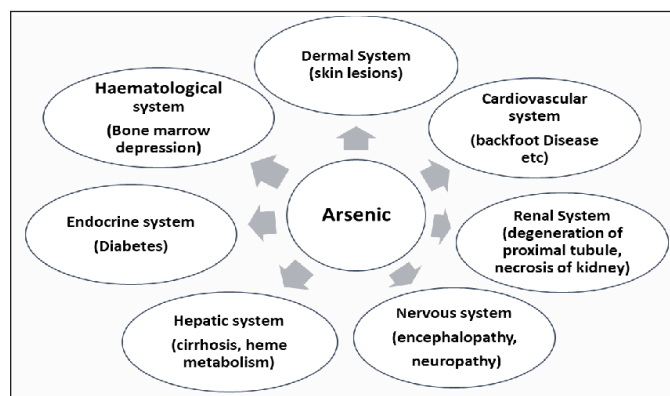 Dermal System
(skin lesions)
Haematological
system
(Bone marrow
depression)
Cardiovascular
system
(backfoot Disease
etc)
Arsenic
Endocrine system
(Diabetes)
Renal System
(degeneration of
proximal tubule,
necrosis of kidney)
Hepatic system
(cirrhosis, heme
metabolism)
Nervous system
(encephalopathy,
neuropathy)